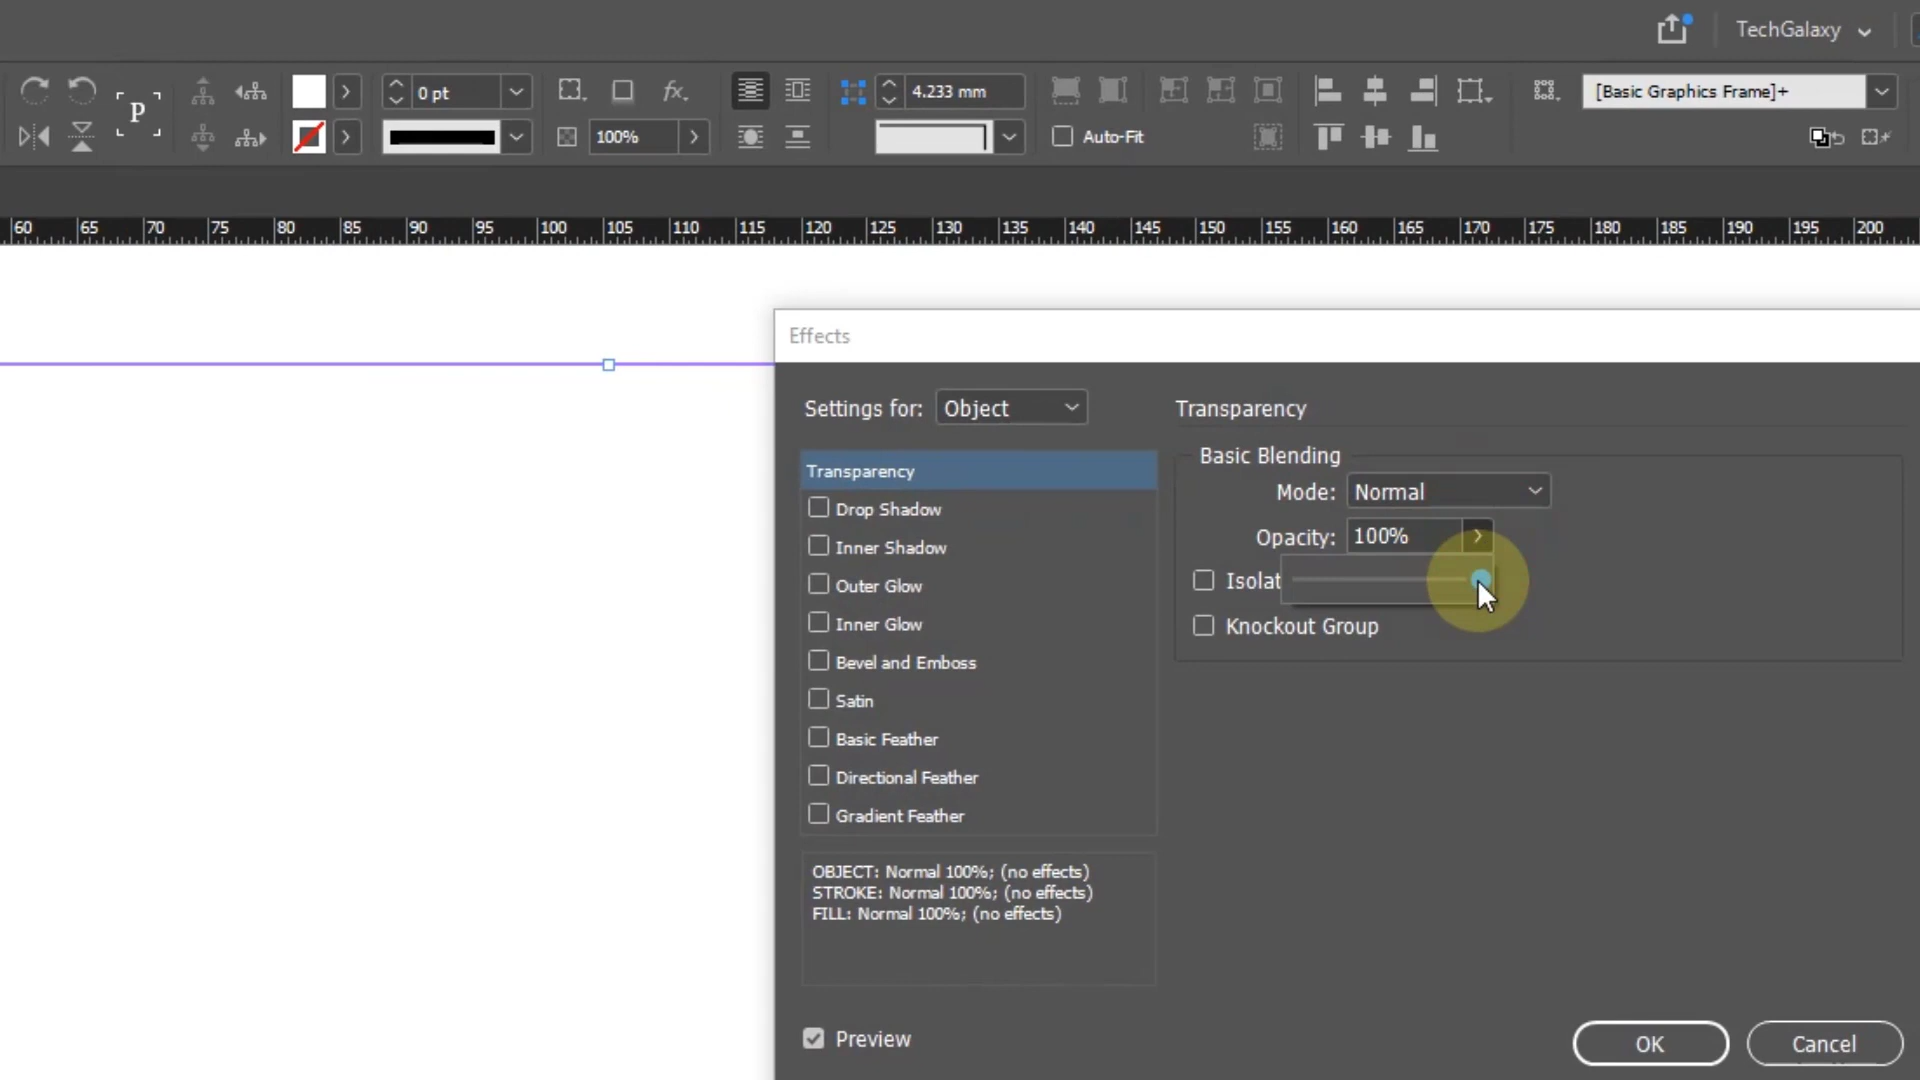 TechGalaxy
P
0 pt
fx.
4.233 mm
[Basic Graphics Frame]+
100%
Auto-Fit
60 65 70 75 80 85 90 95 100 105 110 115 120 125 130 135 140 145 150 155 160 165 170 175 180 185 190 195 200
Effects
Settings for: Object
Transparency
Transparency
Drop Shadow
Inner Shadow
Outer Glow
Inner Glow
Bevel and Emboss
Satin
Basic Feather
Directional Feather
Gradient Feather
Basic Blending
Mode: Normal
Opacity: 100%
Isolat
Knockout Group
OBJECT: Normal 100%; (no effects)
STROKE: Normal 100%; (no effects)
FILL: Normal 100%; (no effects)
Preview
OK
Cancel